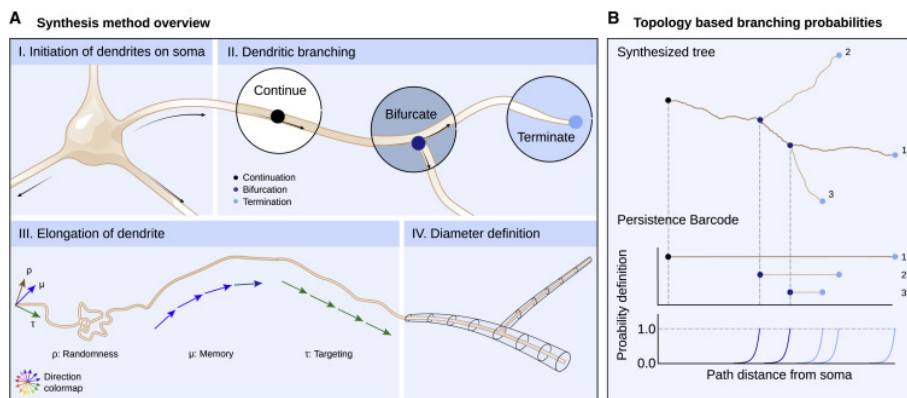 A Synthesis method overview
I. Initiation of dendrites on soma
II. Dendritic branching
Continue
Bifurcate
Terminate
Continuation
Bifurcation
Termination
III. Elongation of dendrite
IV. Diameter definition
ρ
μ
τ
ρ: Randomness
μ: Memory
τ: Targeting
Direction
colormap
B Topology based branching probabilities
Synthesized tree
2
1
3
Persistence Barcode
1
2
3
Proability definition
1.0
0.0
Path distance from soma